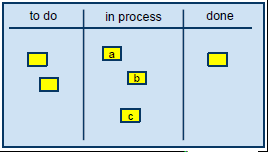 to do in process done
a
b
c